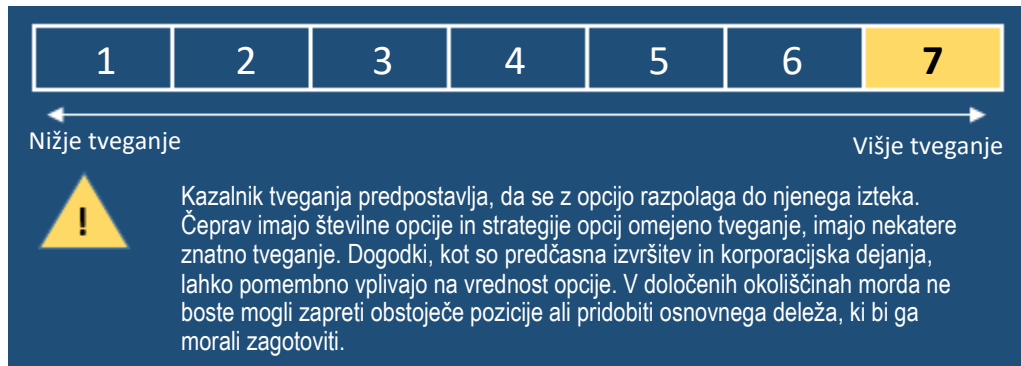 1 2 3 4 5 6 7
Nižje tveganje Višje tveganje
! Kazalnik tveganja predpostavlja, da se z opcijo razpolaga do njenega izteka.
Čeprav imajo številne opcije in strategije opcij omejeno tveganje, imajo nekatere
znatno tveganje. Dogodki, kot so predčasna izvršitev in korporacijska dejanja,
lahko pomembno vplivajo na vrednost opcije. V določenih okoliščinah morda ne
boste mogli zapreti obstoječe pozicije ali pridobiti osnovnega deleža, ki bi ga
morali zagotoviti.